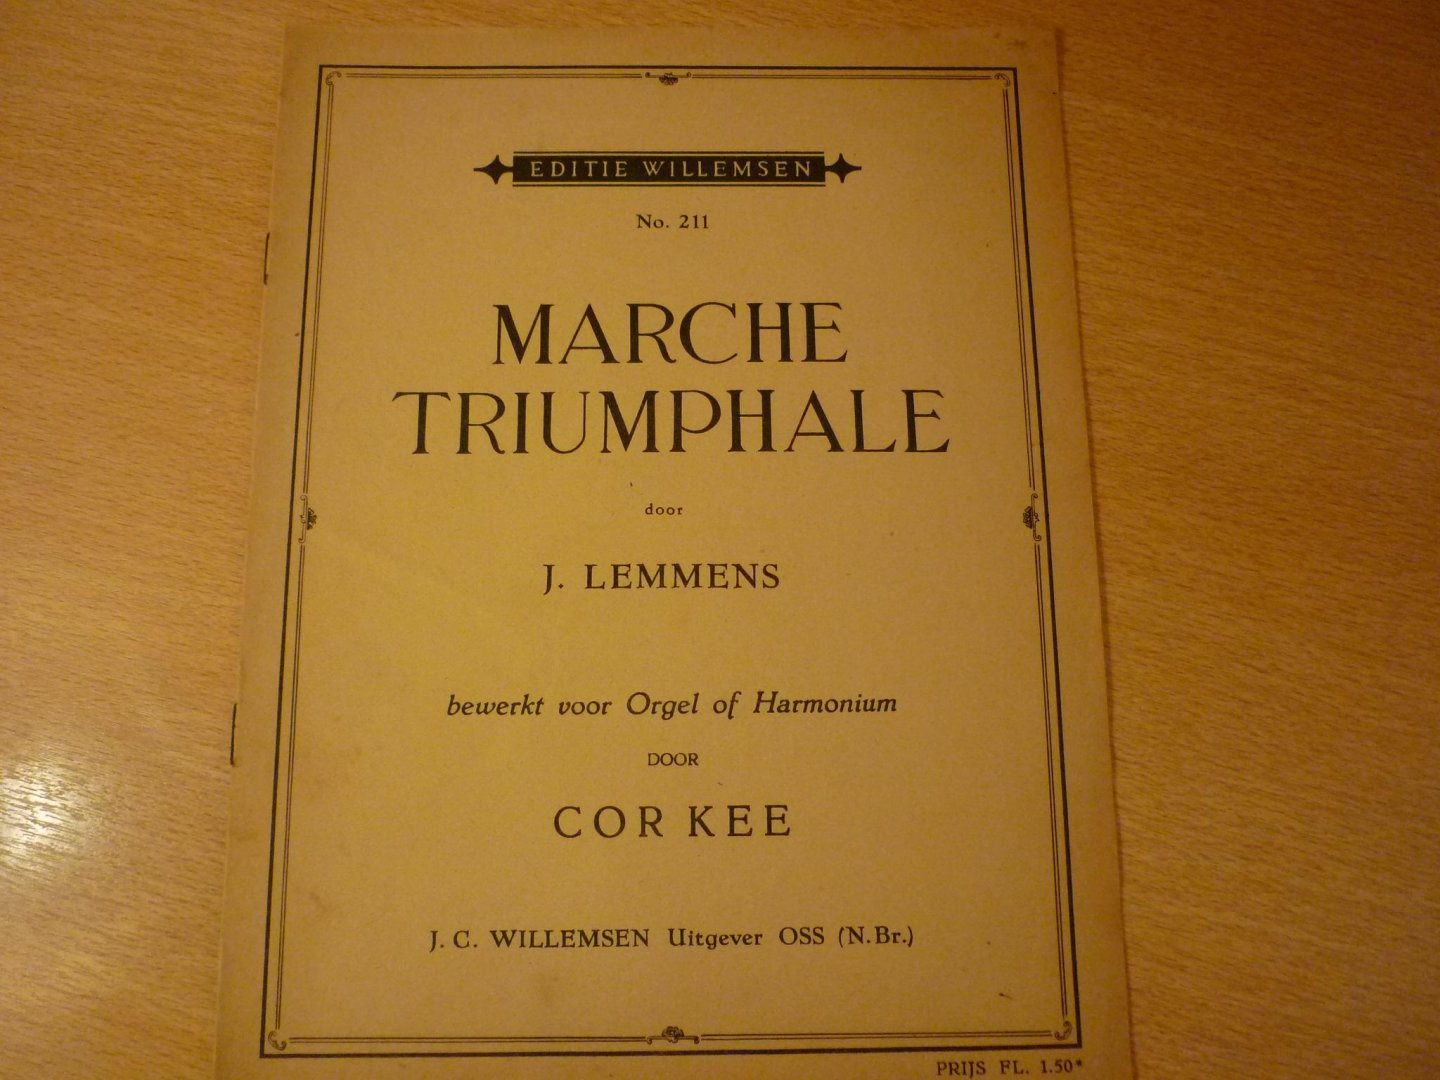 EDITIE WILLEMSEN
No. 211
MARCHE
TRIUMPHALE
door
J. LEMMENS
bewerkt voor Orgel of Harmonium
DOOR
COR KEE
J. C. WILLEMSEN Uitgever OSS (N.Br.)
PRIJS FL. 1.50*